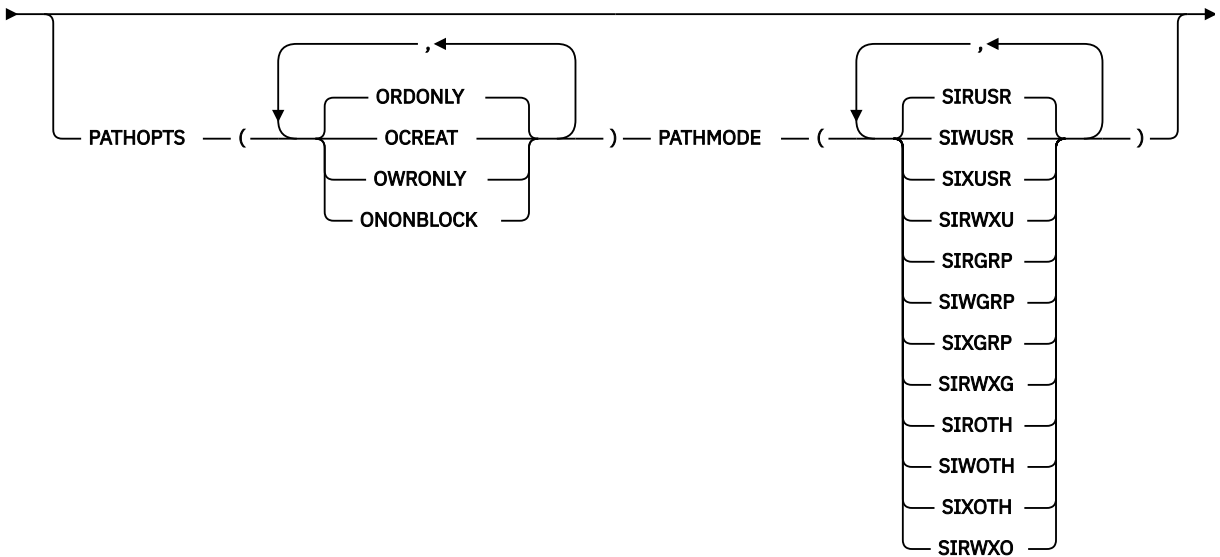 , ,
ORDONLY SIRUSR
PATHOPTS ( OCREAT ) PATHMODE ( SIWUSR )
OWRONLY SIXUSR
ONONBLOCK SIRWXU
SIRGRP
SIWGRP
SIXGRP
SIRWXG
SIROTH
SIWOTH
SIXOTH
SIRWXO